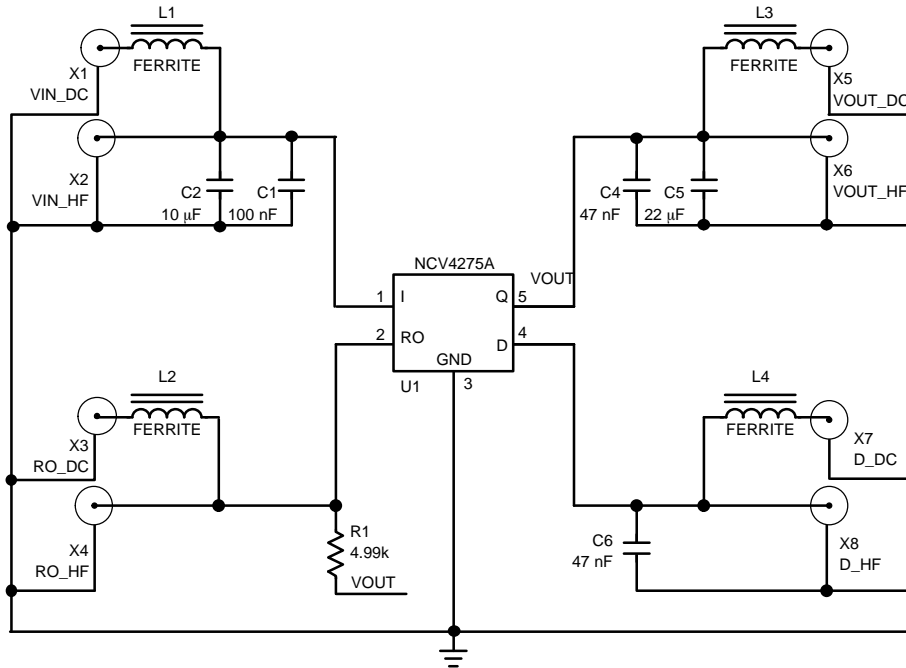 L1
FERRITE
X1
VIN_DC
X2
VIN_HF
C2
10 μF
C1
100 nF
L3
FERRITE
X5
VOUT_DC
X6
VOUT_HF
C4
47 nF
C5
22 μF
NCV4275A
VOUT
1
I
Q
5
2
RO
D
4
GND
U1
3
L2
FERRITE
X3
RO_DC
X4
RO_HF
R1
4.99k
VOUT
L4
FERRITE
X7
D_DC
C6
47 nF
X8
D_HF